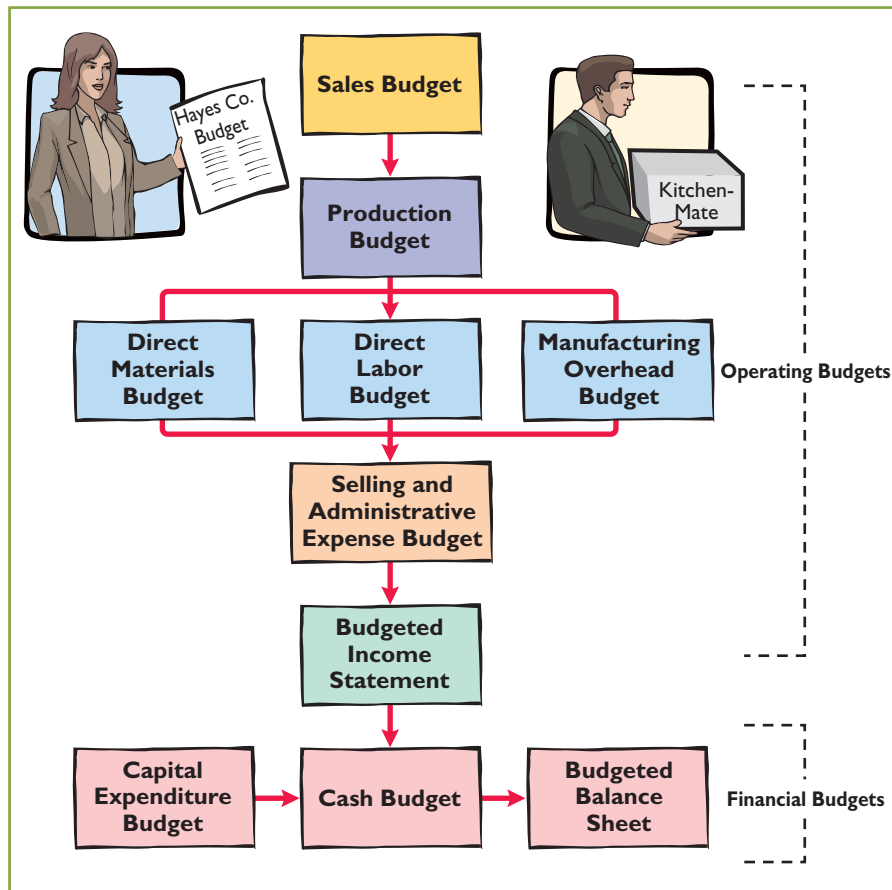 Sales Budget
Hayes Co.
Budget
Kitchen-
Mate
Production
Budget
Direct
Materials
Budget
Direct
Labor
Budget
Manufacturing
Overhead
Budget
Operating Budgets
Selling and
Administrative
Expense Budget
Budgeted
Income
Statement
Capital
Expenditure
Budget
Cash Budget
Budgeted
Balance
Sheet
Financial Budgets